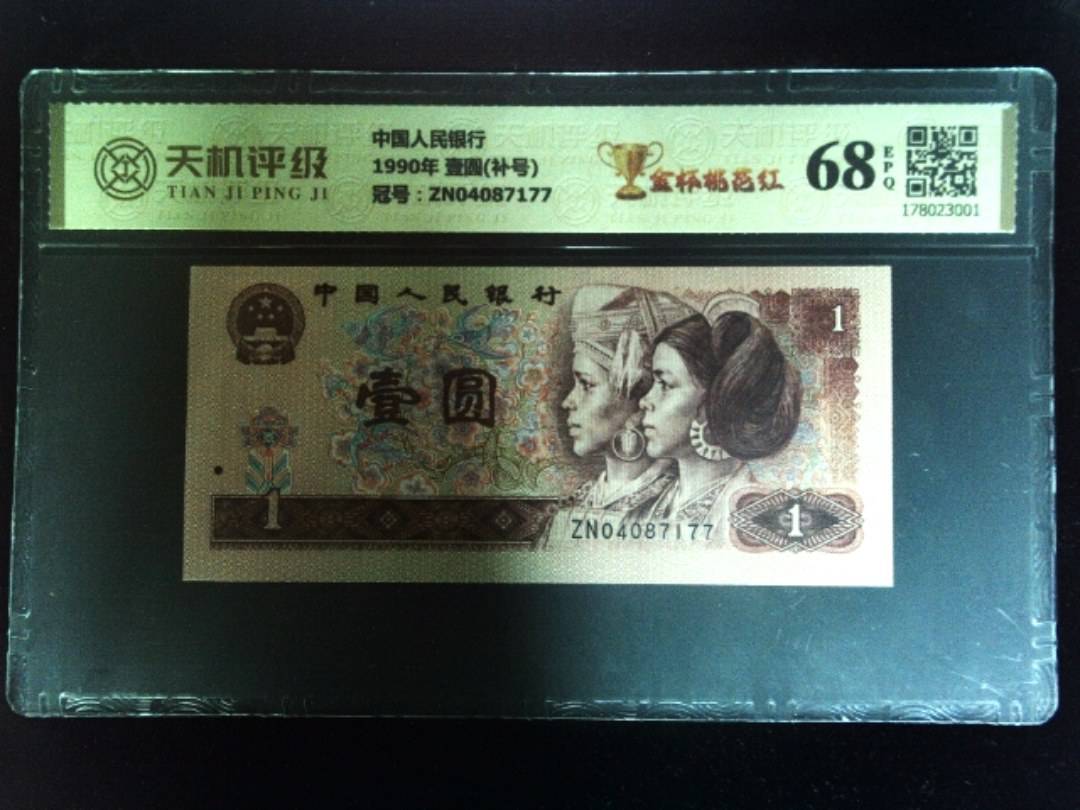 天机评级
TIAN JI PING JI
中国人民银行
1990年 壹圆(补号)
冠号：ZN04087177
金杯桃花红
68
EPQ
178023001
中国人民银行
1
壹圆
1
ZN04087177
1